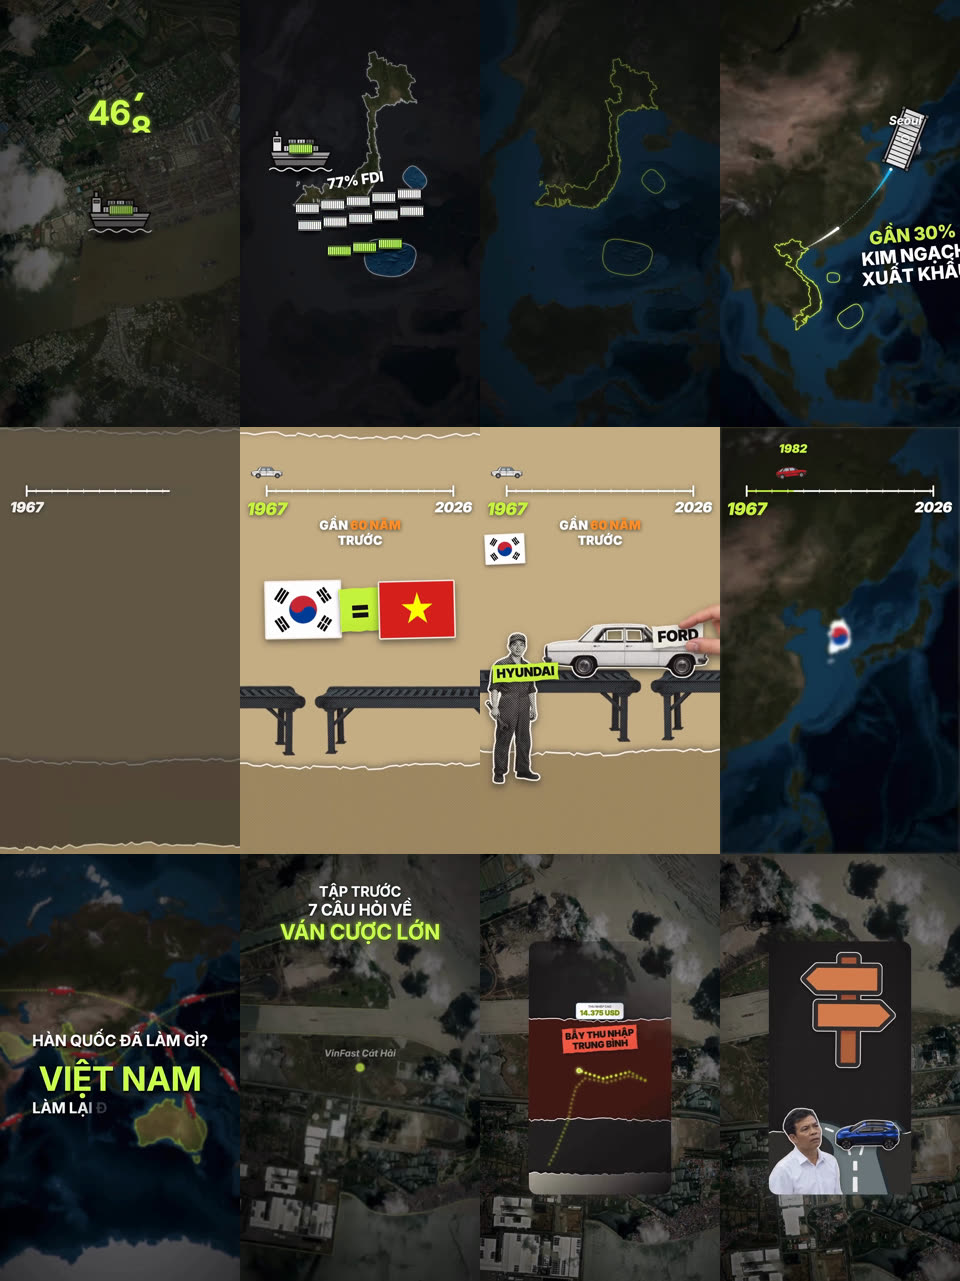 46,
77% FDI
Seoul
GẦN 30%
KIM NGẠCH
XUẤT KHẨU
1967
1967
2026
GẦN 60 NĂM
TRƯỚC
=
1967
2026
GẦN 60 NĂM
TRƯỚC
FORD
HYUNDAI
1982
1967
2026
HÀN QUỐC ĐÃ LÀM GÌ?
VIỆT NAM
LÀM LẠI Đ
TẬP TRƯỚC
7 CÂU HỎI VỀ
VÁN CƯỢC LỚN
VinFast Cát Hải
14.375 USD
BẪY THU NHẬP
TRUNG BÌNH